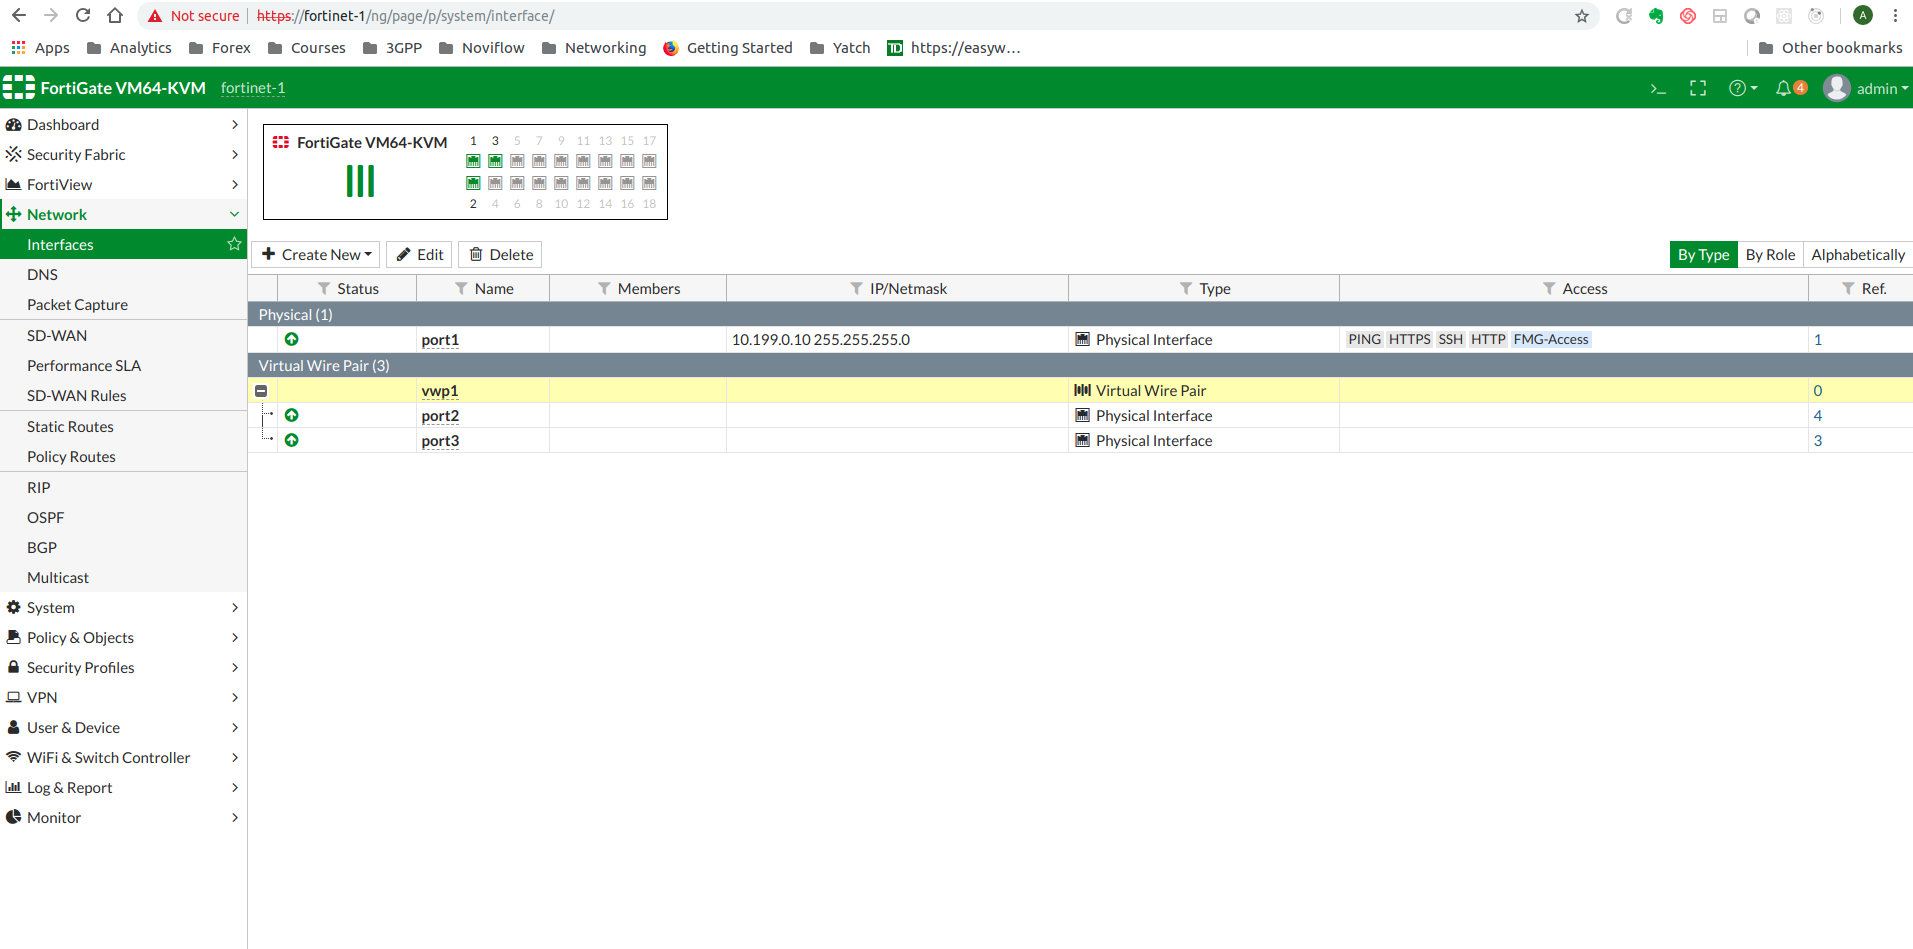 Not secure https://fortinet-1/ng/page/p/system/interface/ A
Apps Analytics Forex Courses 3GPP Noviflow Networking Getting Started Yatch TD https://easyw... Other bookmarks
FortiGate VM64-KVM fortinet-1 >_ ? 4 admin
Dashboard
Security Fabric
FortiView
Network
Interfaces
DNS
Packet Capture
SD-WAN
Performance SLA
SD-WAN Rules
Static Routes
Policy Routes
RIP
OSPF
BGP
Multicast
System
Policy & Objects
Security Profiles
VPN
User & Device
WiFi & Switch Controller
Log & Report
Monitor
FortiGate VM64-KVM
1 3 5 7 9 11 13 15 17
2 4 6 8 10 12 14 16 18
Create New Edit Delete By Type By Role Alphabetically
Status Name Members IP/Netmask Type Access Ref.
Physical (1)
port1 10.199.0.10 255.255.255.0 Physical Interface PING HTTPS SSH HTTP FMG-Access 1
Virtual Wire Pair (3)
vwp1 Virtual Wire Pair 0
port2 Physical Interface 4
port3 Physical Interface 3